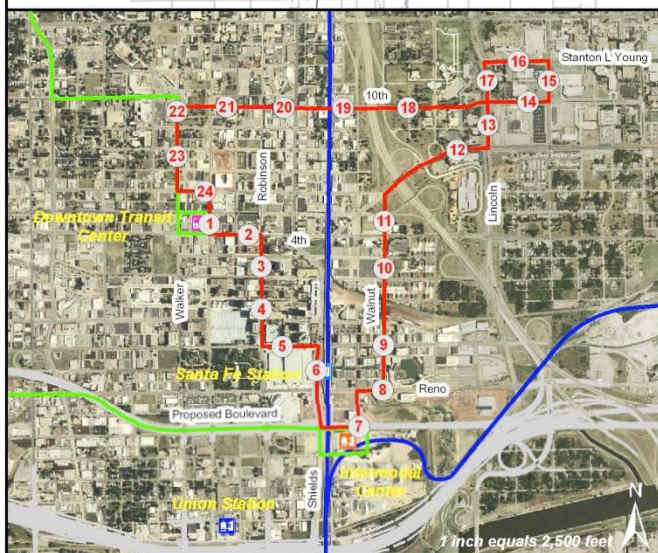 Stanton L Young
16
17
15
10th
22
21
20
19
18
14
13
23
12
24
Robinson
Lincoln
Downtown Transit
Center
1
2
4th
11
3
10
Walker
4
Walnut
5
9
Santa Fe Station
6
8
Reno
Proposed Boulevard
7
Intermodal
Center
Shields
Union Station
N
1 inch equals 2,500 feet